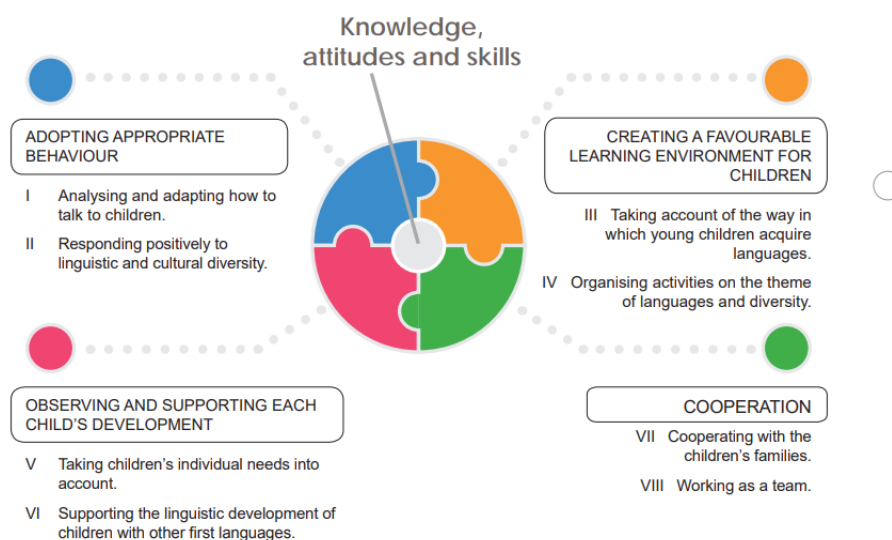 Knowledge,
attitudes and skills
ADOPTING APPROPRIATE
BEHAVIOUR
I Analysing and adapting how to
talk to children.
II Responding positively to
linguistic and cultural diversity.
CREATING A FAVOURABLE
LEARNING ENVIRONMENT FOR
CHILDREN
III Taking account of the way in
which young children acquire
languages.
IV Organising activities on the theme
of languages and diversity.
OBSERVING AND SUPPORTING EACH
CHILD'S DEVELOPMENT
V Taking children's individual needs into
account.
VI Supporting the linguistic development of
children with other first languages.
COOPERATION
VII Cooperating with the
children's families.
VIII Working as a team.